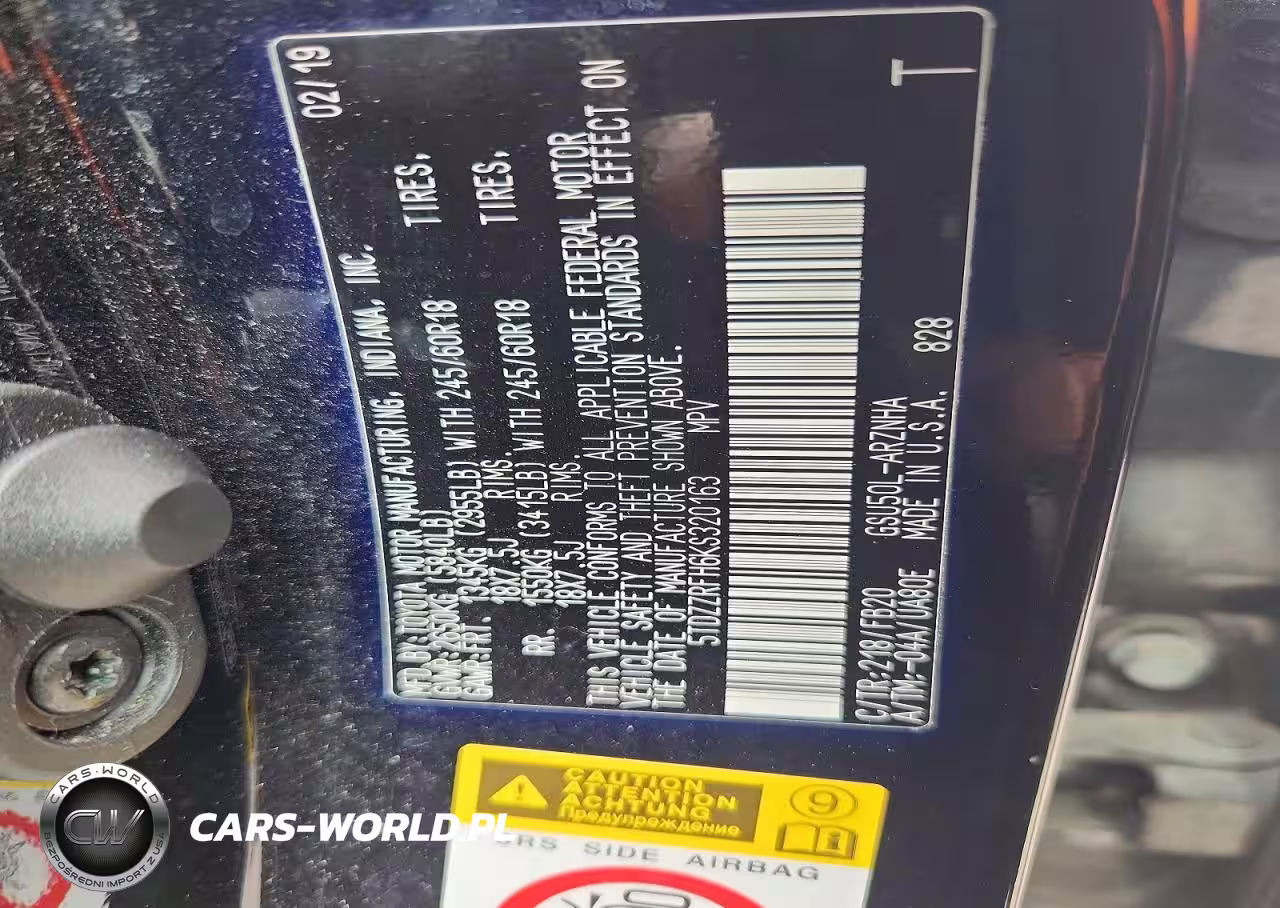 02/19
MFD.BY:TOYOTA MOTOR MANUFACTURING, INDIANA, INC.
GVWR:2650KG (5840LB)
GAWR:FRT. 1345KG (2955LB) WITH 245/60R18 TIRES,
18X7.5J RIMS.
RR. 1550KG (3415LB) WITH 245/60R18 TIRES,
18X7.5J RIMS
THIS VEHICLE CONFORMS TO ALL APPLICABLE FEDERAL MOTOR
VEHICLE SAFETY AND THEFT PREVENTION STANDARDS IN EFFECT ON
THE DATE OF MANUFACTURE SHOWN ABOVE.
5TDZZRFH6KS320163 MPV
C/TR:218/FB20 GSU50L-ARZNHA
A/TM:-04A/UA80E MADE IN U.S.A. 828
T
CAUTION
ATTENTION
ACHTUNG
Предупреждение
9
SRS SIDE AIRBAG
CARS-WORLD
CW
BEZPOŚREDNI IMPORT Z USA
CARS-WORLD.PL